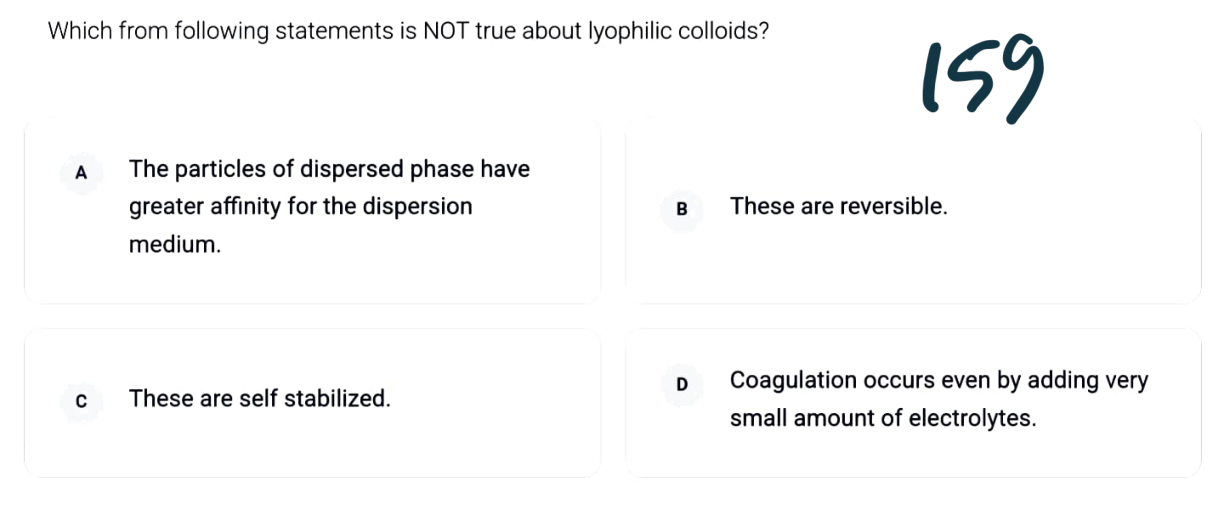 Which from following statements is NOT true about lyophilic colloids?
159
A
The particles of dispersed phase have
greater affinity for the dispersion
medium.
B
These are reversible.
C
These are self stabilized.
D
Coagulation occurs even by adding very
small amount of electrolytes.